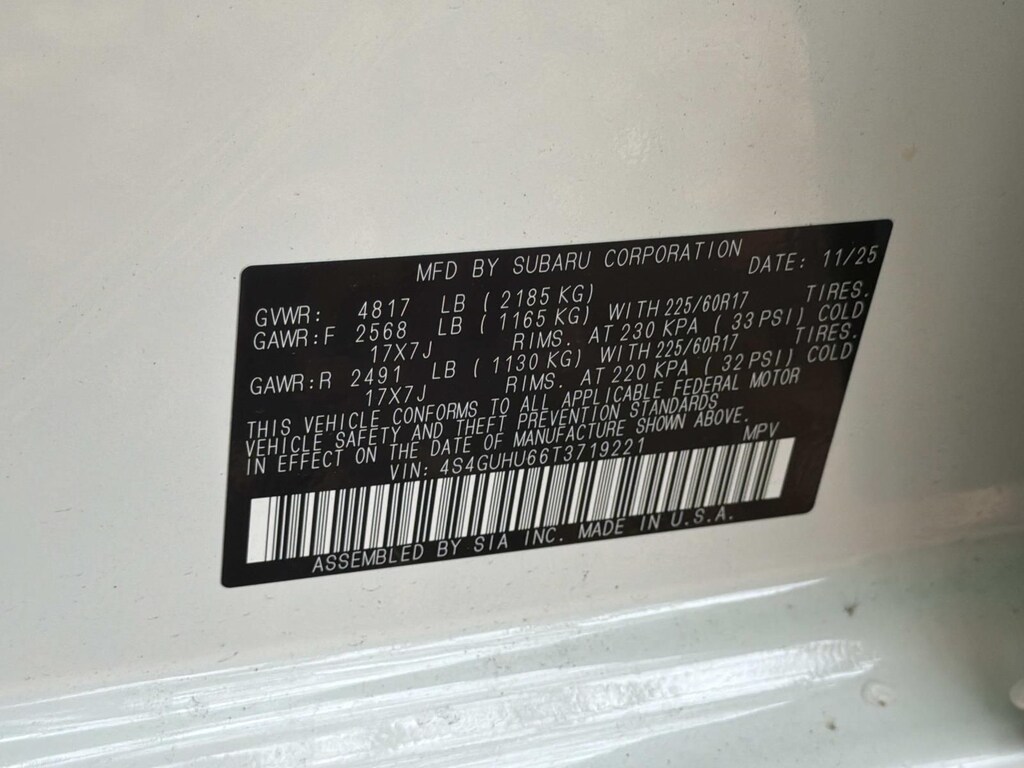 MFD BY SUBARU CORPORATION DATE: 11/25
GVWR: 4817 LB ( 2185 KG)
GAWR:F 2568 LB ( 1165 KG) WITH 225/60R17 TIRES.
17X7J RIMS. AT 230 KPA ( 33 PSI) COLD
GAWR:R 2491 LB ( 1130 KG) WITH 225/60R17 TIRES.
17X7J RIMS. AT 220 KPA ( 32 PSI) COLD
THIS VEHICLE CONFORMS TO ALL APPLICABLE FEDERAL MOTOR
VEHICLE SAFETY AND THEFT PREVENTION STANDARDS
IN EFFECT ON THE DATE OF MANUFACTURE SHOWN ABOVE.
VIN: 4S4GUHU66T3719221 MPV
ASSEMBLED BY SIA INC. MADE IN U.S.A.